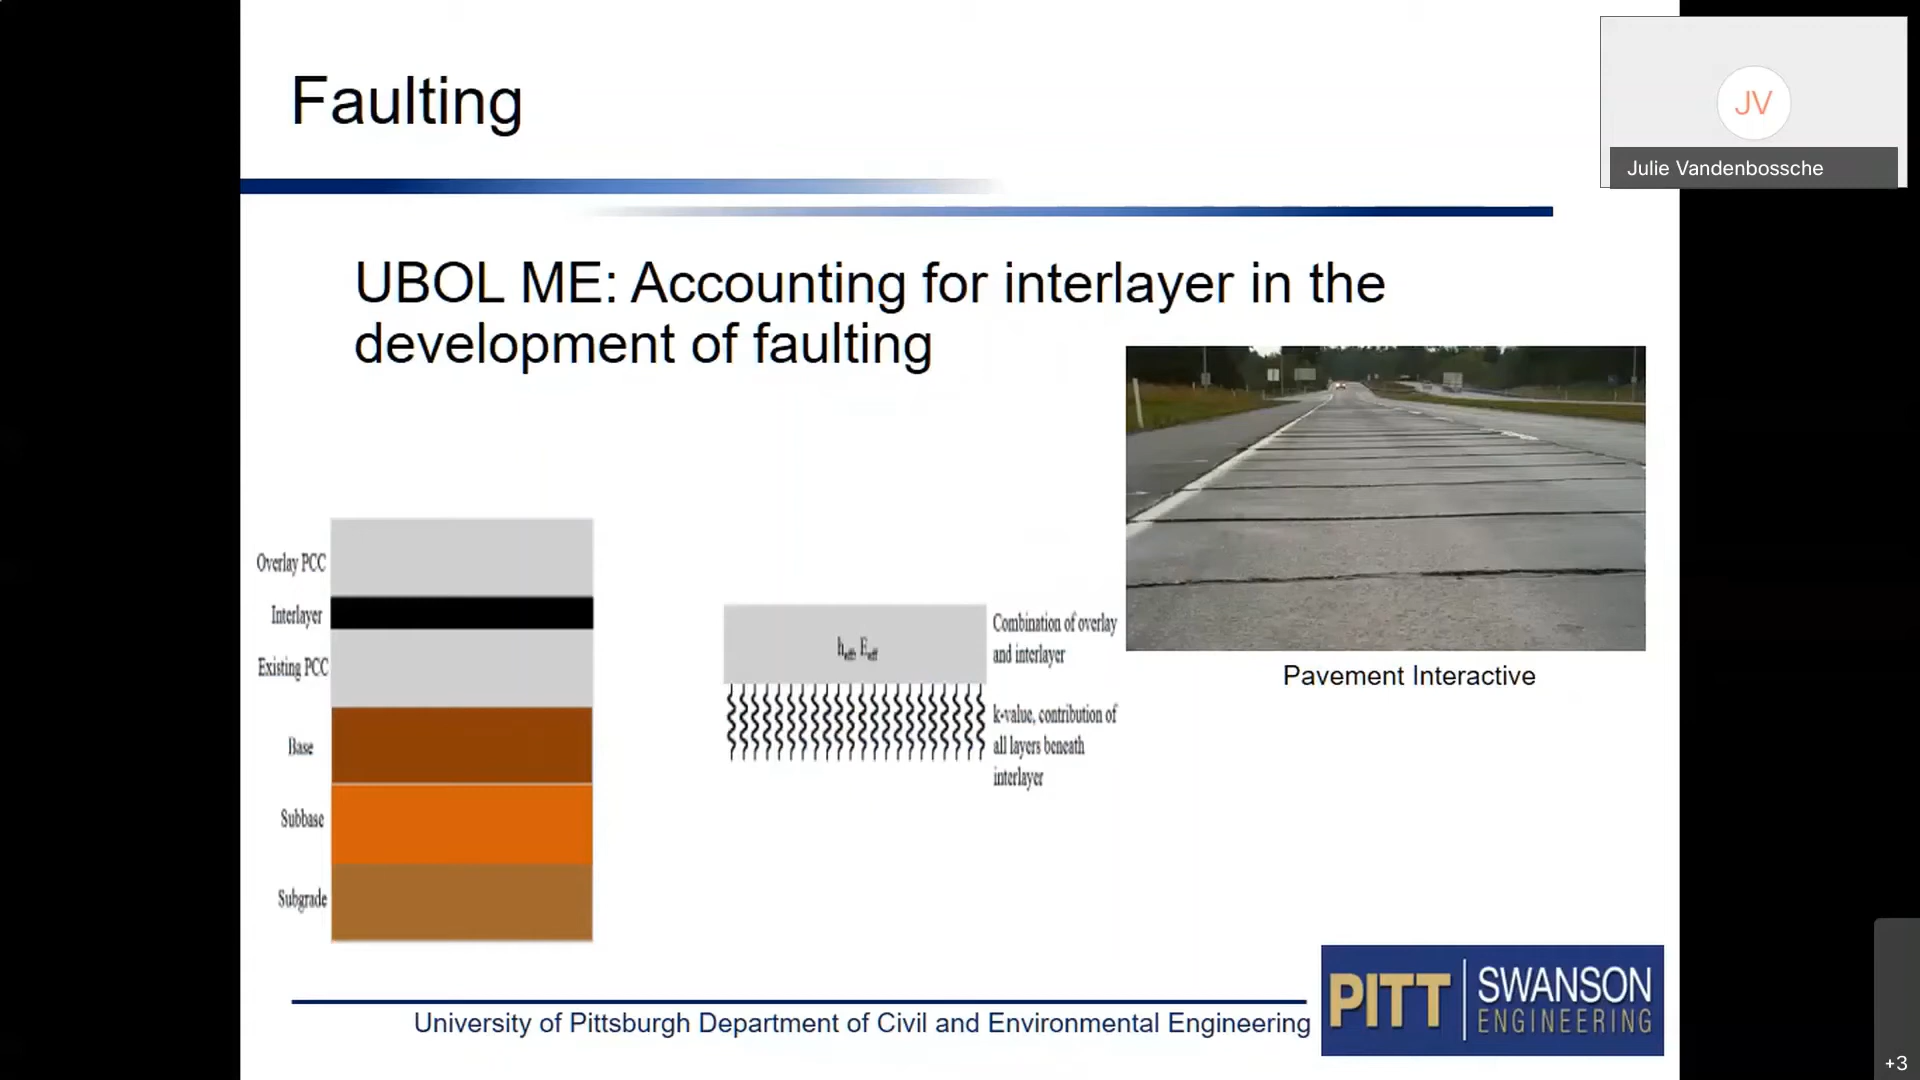 Faulting
JV
Julie Vandenbossche
UBOL ME: Accounting for interlayer in the
development of faulting
Overlay PCC
Interlayer
Existing PCC
Base
Subbase
Subgrade
heff, Eeff
Combination of overlay
and interlayer
k-value, contribution of
all layers beneath
interlayer
Pavement Interactive
University of Pittsburgh Department of Civil and Environmental Engineering
PITT
SWANSON
ENGINEERING
+3